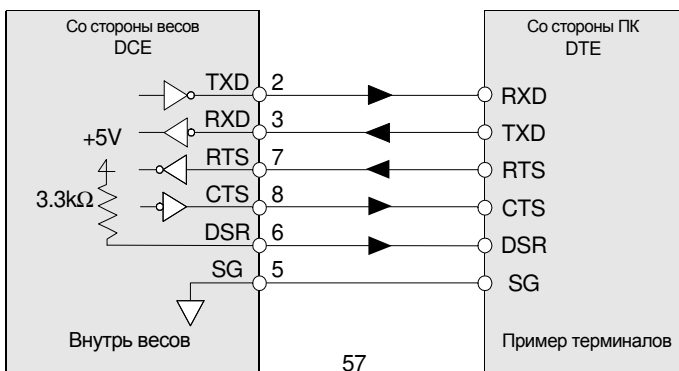 Со стороны весов
DCE
Со стороны ПК
DTE
TXD 2
RXD
RXD 3
TXD
+5V
RTS 7
RTS
3.3kΩ
CTS 8
CTS
DSR 6
DSR
SG 5
SG
Внутрь весов
Пример терминалов
57